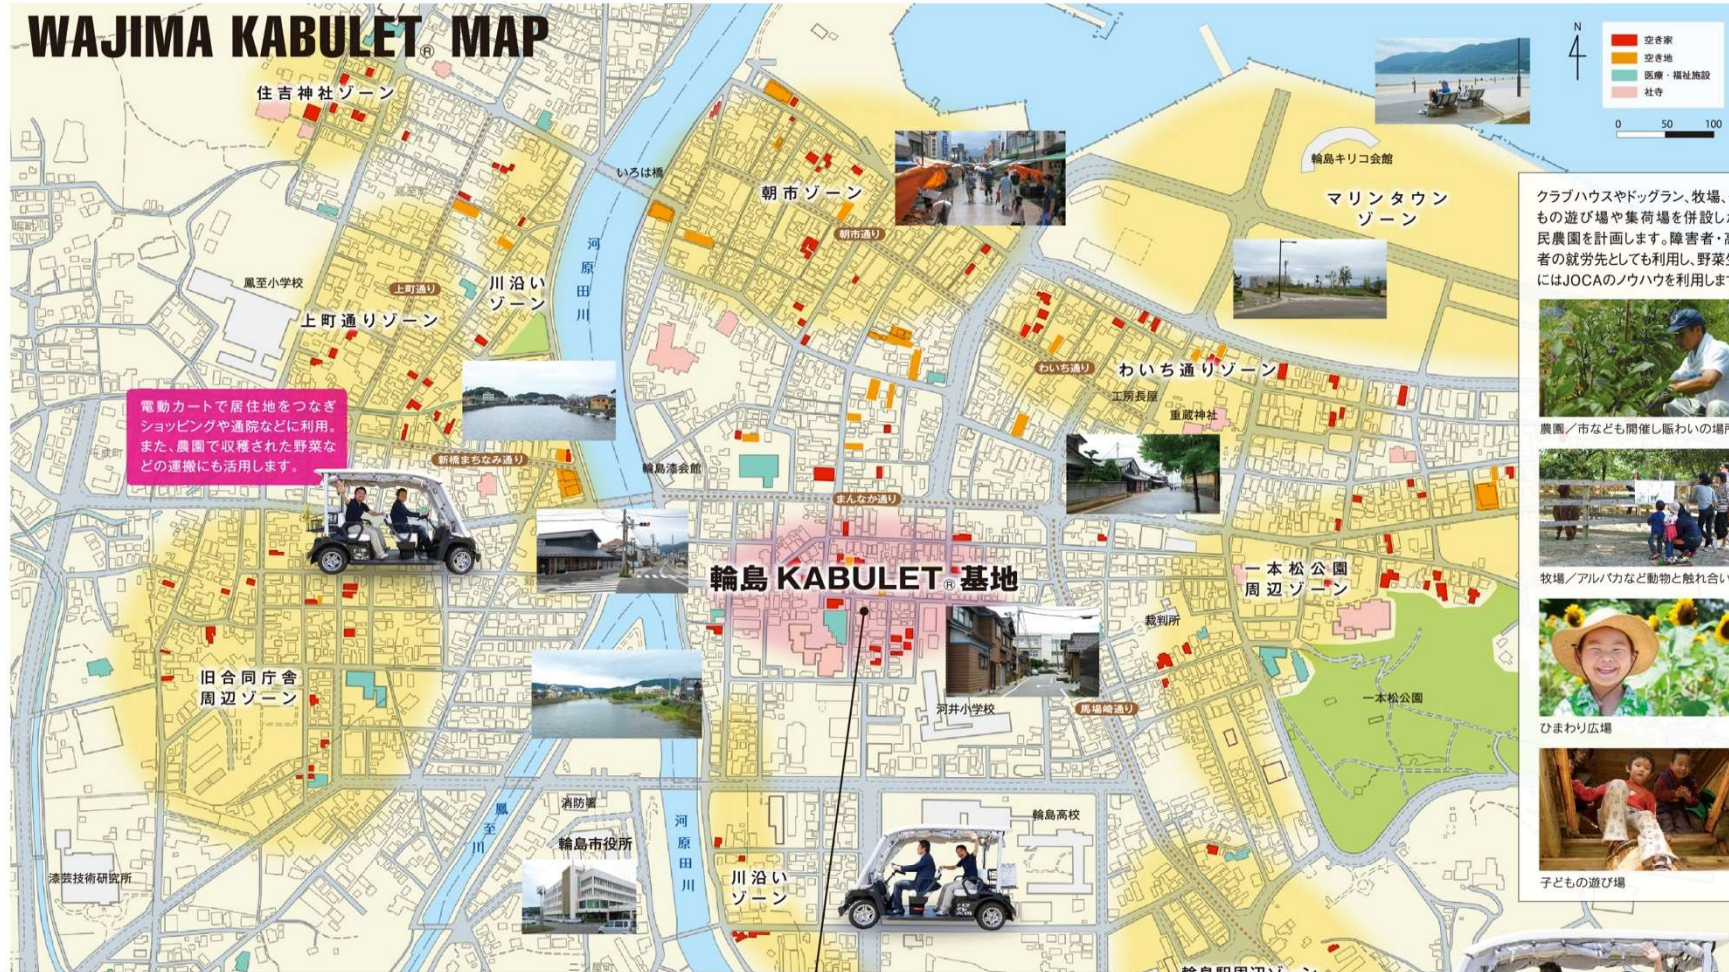 WAJIMA KABULET® MAP
N
空き家
空き地
医療・福祉施設
社寺
0 50 100
住吉神社ゾーン
いろは橋
朝市ゾーン
朝市通り
輪島キリコ会館
マリンタウン
ゾーン
河原田川
鳳至小学校
上町通り
川沿い
ゾーン
上町通りゾーン
わいち通り
わいち通りゾーン
工房長屋
重蔵神社
電動カートで居住地をつなぎ
ショッピングや通院などに利用。
また、農園で収穫された野菜な
どの運搬にも活用します。
新橋まちなみ通り
輪島漆会館
まんなか通り
輪島 KABULET® 基地
一本松公園
周辺ゾーン
裁判所
旧合同庁舎
周辺ゾーン
河井小学校
馬場崎通り
一本松公園
鳳至川
消防署
輪島市役所
河原田川
輪島高校
漆芸技術研究所
川沿い
ゾーン
輪島駅周辺ゾーン
クラブハウスやドッグラン、牧場、
もの遊び場や集荷場を併設し
民農園を計画します。障害者・
者の就労先としても利用し、野菜
にはJOCAのノウハウを利用しま
農園／市なども開催し賑わいの場所
牧場／アルパカなど動物と触れ合い
ひまわり広場
子どもの遊び場